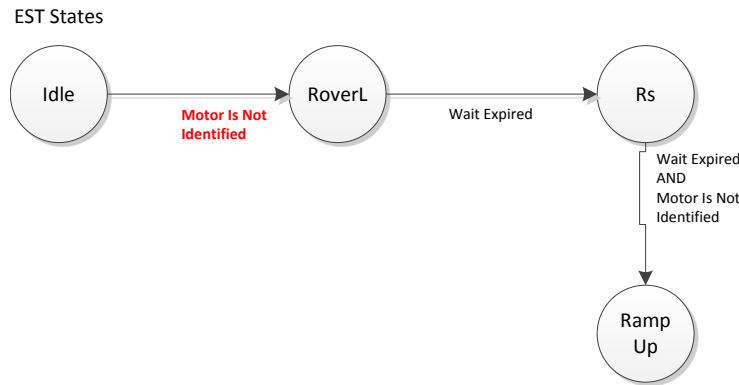 EST States
Idle
Motor Is Not
Identified
RoverL
Wait Expired
Rs
Wait Expired
AND
Motor Is Not
Identified
Ramp
Up